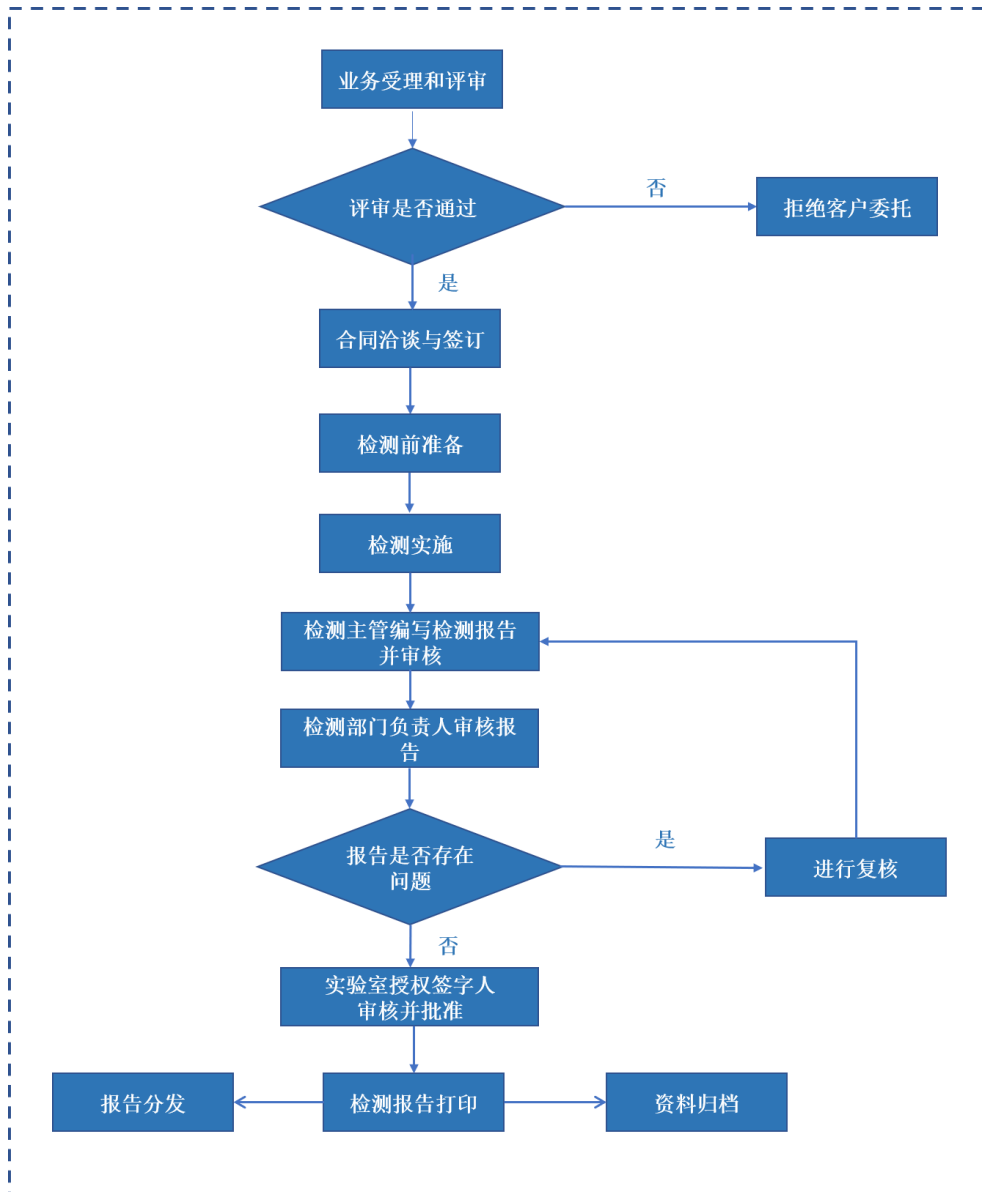 业务受理和评审
评审是否通过
否
拒绝客户委托
是
合同洽谈与签订
检测前准备
检测实施
检测主管编写检测报告
并审核
检测部门负责人审核报
告
报告是否存在
问题
是
进行复核
否
实验室授权签字人
审核并批准
报告分发
检测报告打印
资料归档